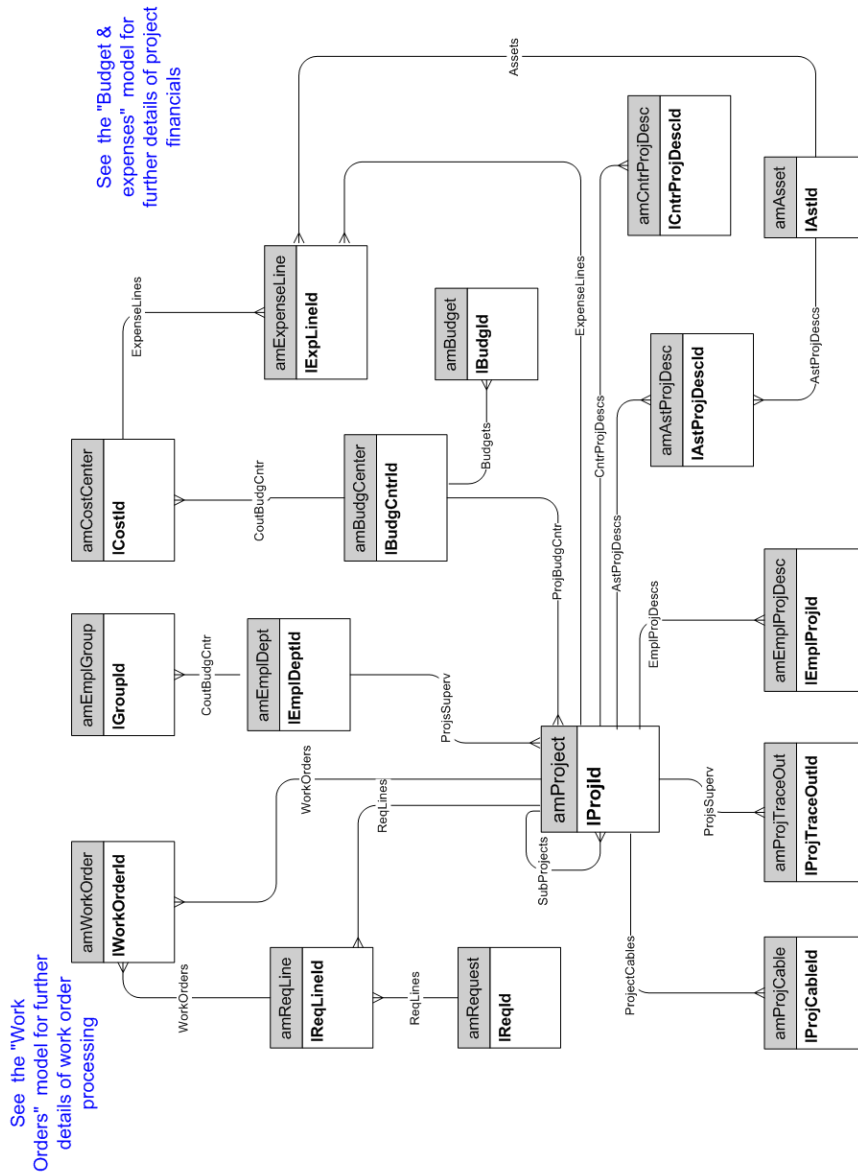 See the "Work
Orders" model for further
details of work order
processing
See the "Budget &
expenses" model for
further details of project
financials
amWorkOrder
lWorkOrderId
amEmplGroup
lGroupId
amCostCenter
lCostId
ExpenseLines
WorkOrders
CoutBudgCntr
CoutBudgCntr
amReqLine
lReqLineId
amEmplDept
lEmplDeptId
amExpenseLine
lExpLineId
WorkOrders
amBudgCenter
lBudgCntrId
ReqLines
ReqLines
ProjsSuperv
Budgets
amRequest
lReqId
amBudget
lBudgId
SubProjects
amProject
lProjId
ProjBudgCntr
ExpenseLines
Assets
CntrProjDescs
amCntrProjDesc
lCntrProjDescId
AstProjDescs
amAstProjDesc
lAstProjDescId
ProjectCables
ProjsSuperv
EmplProjDescs
amProjCable
lProjCableId
amProjTraceOut
lProjTraceOutId
amEmplProjDesc
lEmplProjId
AstProjDescs
amAsset
lAstId